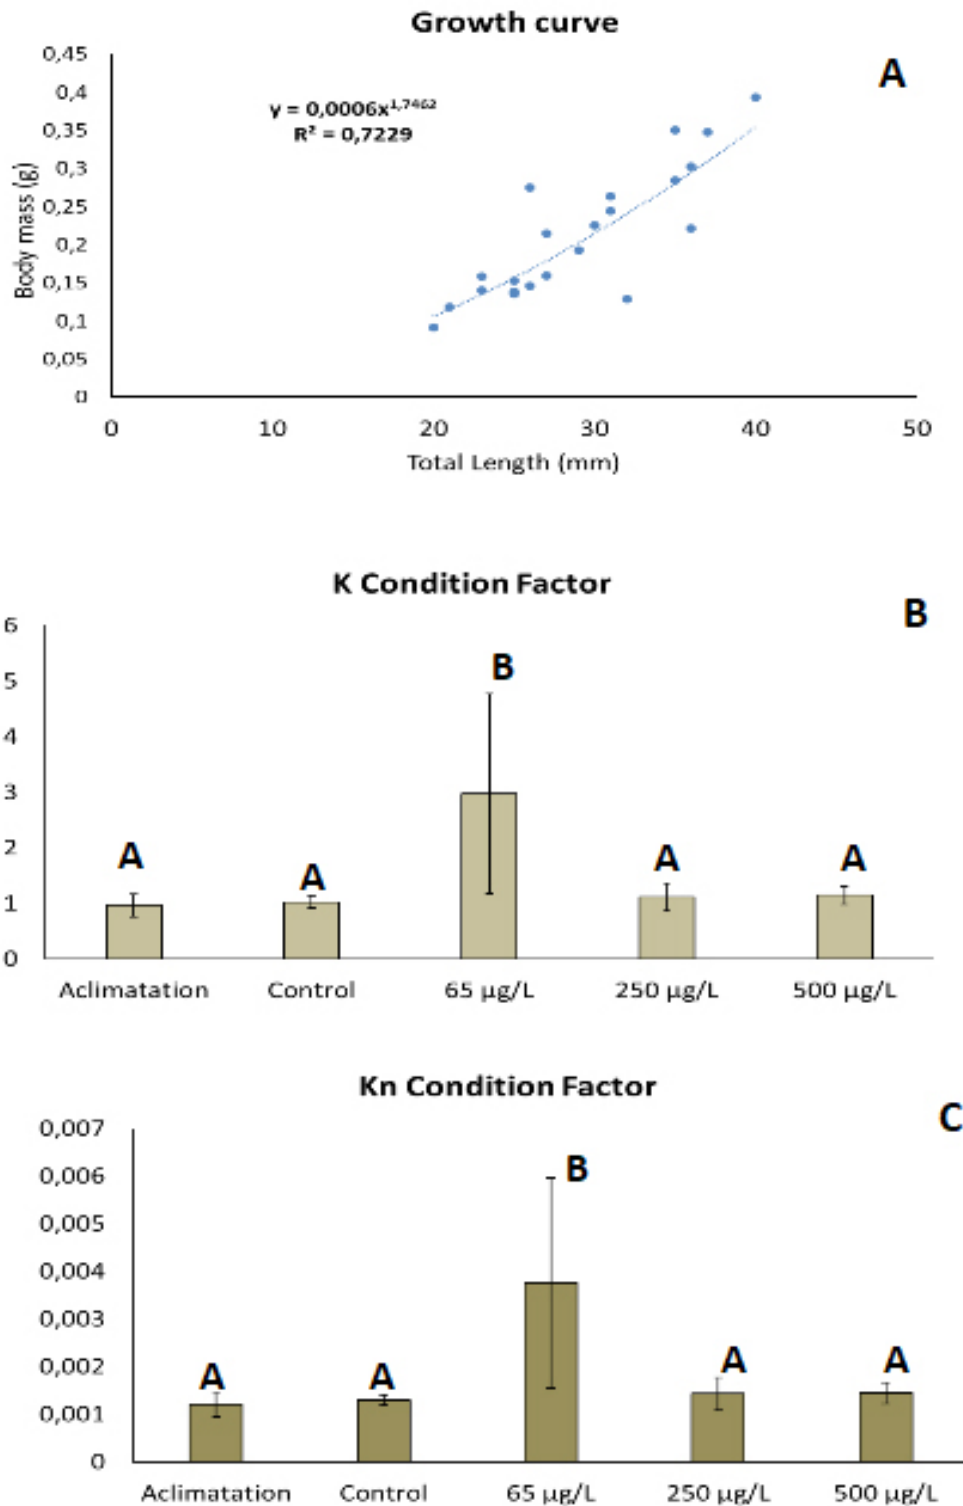 Growth curve
A
0,45
0,4
0,35
0,3
0,25
0,2
0,15
0,1
0,05
0
Body mass (g)
y = 0,0006x^1,7462
R² = 0,7229
0 10 20 30 40 50
Total Length (mm)
K Condition Factor
B
6
5
4
3
2
1
0
A A B A A
Aclimatation Control 65 µg/L 250 µg/L 500 µg/L
Kn Condition Factor
C
0,007
0,006
0,005
0,004
0,003
0,002
0,001
0
A A B A A
Aclimatation Control 65 µg/L 250 µg/L 500 µg/L